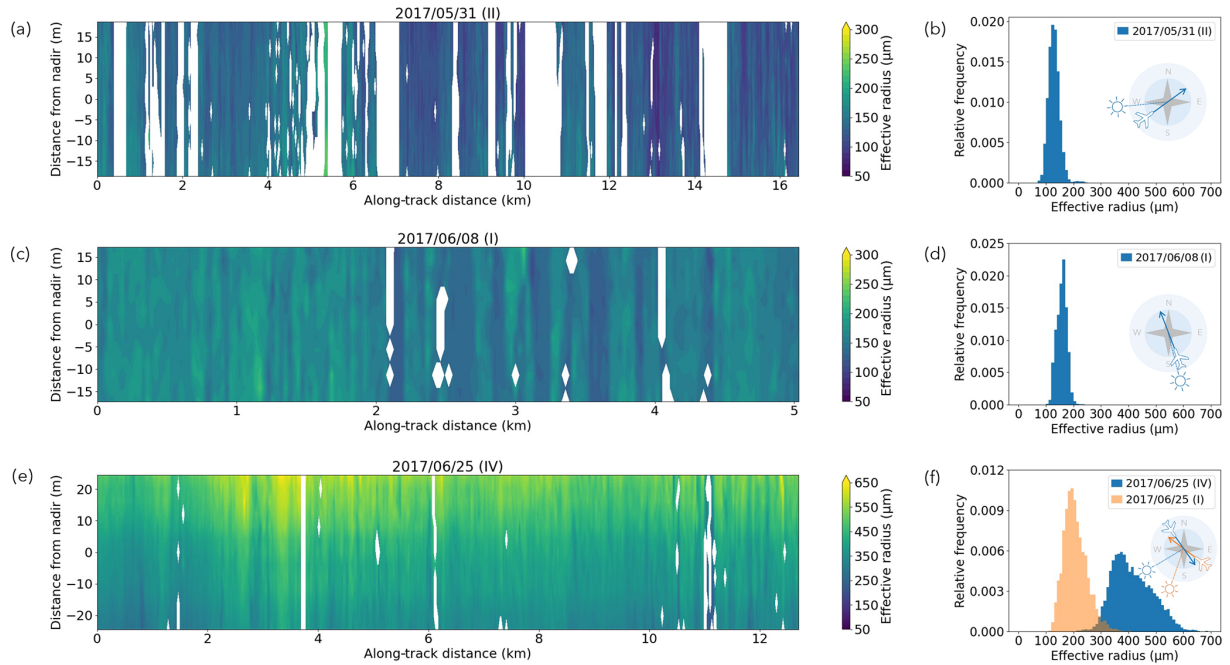 (a)
2017/05/31 (II)
Distance from nadir (m)
15
10
5
0
−5
−10
−15
0 2 4 6 8 10 12 14 16
Along-track distance (km)
300
250
200
150
100
50
Effective radius (μm)
(b)
Relative frequency
0.020
0.015
0.010
0.005
0.000
2017/05/31 (II)
N
W E
S
0 100 200 300 400 500 600 700
Effective radius (μm)
(c)
2017/06/08 (I)
Distance from nadir (m)
15
10
5
0
−5
−10
−15
0 1 2 3 4 5
Along-track distance (km)
300
250
200
150
100
50
Effective radius (μm)
(d)
Relative frequency
0.025
0.020
0.015
0.010
0.005
0.000
2017/06/08 (I)
N
W E
S
0 100 200 300 400 500 600 700
Effective radius (μm)
(e)
2017/06/25 (IV)
Distance from nadir (m)
20
10
0
−10
−20
0 2 4 6 8 10 12
Along-track distance (km)
650
550
450
350
250
150
50
Effective radius (μm)
(f)
Relative frequency
0.012
0.009
0.006
0.003
0.000
2017/06/25 (IV)
2017/06/25 (I)
N
W E
S
0 100 200 300 400 500 600 700
Effective radius (μm)